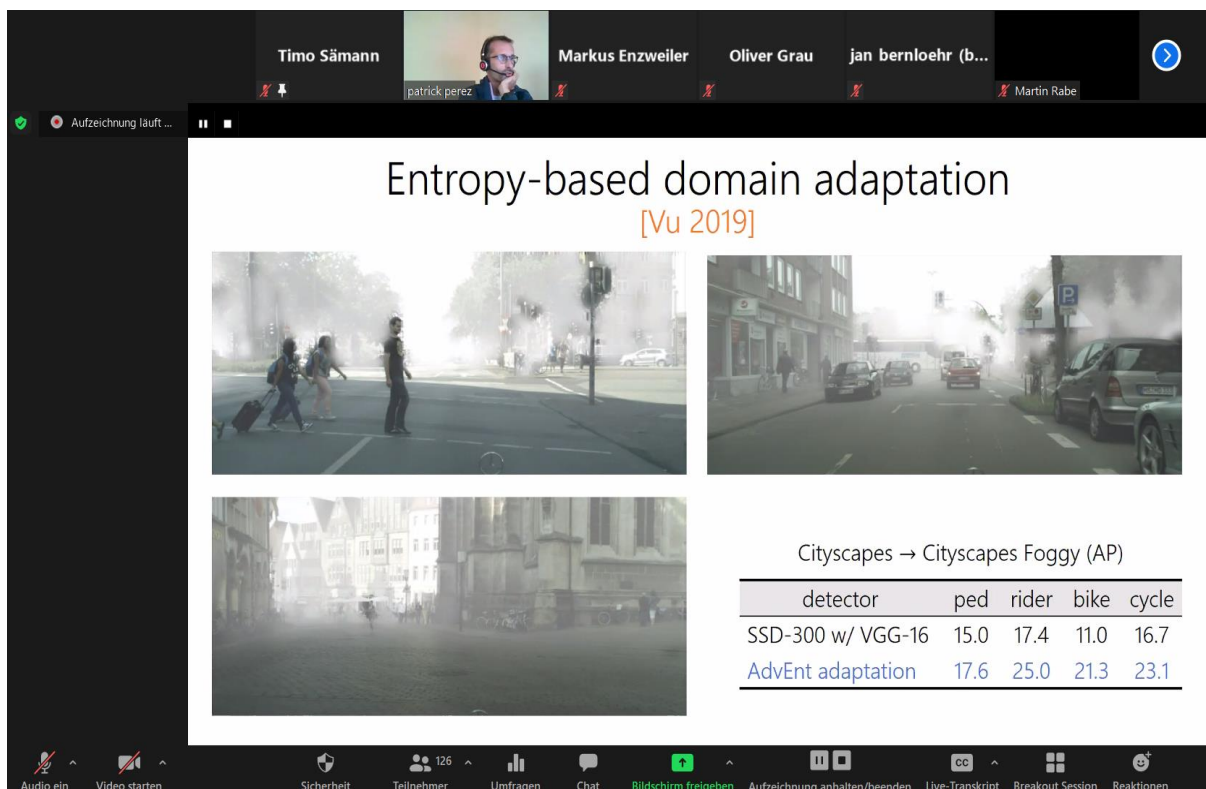 Timo Sämann
patrick perez
Markus Enzweiler
Oliver Grau
jan bernloehr (b...
Martin Rabe
Aufzeichnung läuft ...
Entropy-based domain adaptation
[Vu 2019]
P
Cityscapes → Cityscapes Foggy (AP)
detector ped rider bike cycle
SSD-300 w/ VGG-16 15.0 17.4 11.0 16.7
AdvEnt adaptation 17.6 25.0 21.3 23.1
126
CC
Audio ein Video starten Sicherheit Teilnehmer Umfragen Chat Bildschirm freigeben Aufzeichnung anhalten/beenden Live-Transkript Breakout Session Reaktionen